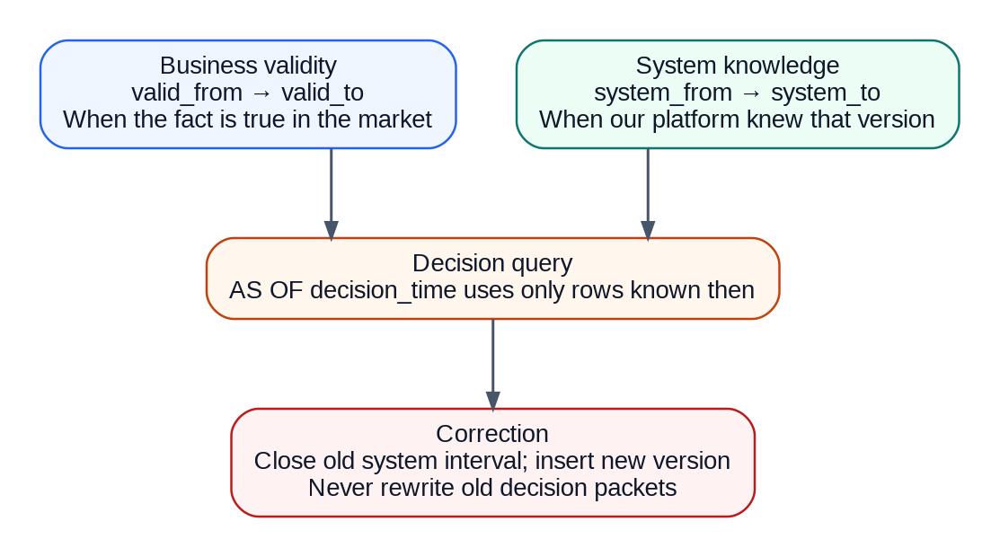 Business validity
valid_from → valid_to
When the fact is true in the market
System knowledge
system_from → system_to
When our platform knew that version
Decision query
AS OF decision_time uses only rows known then
Correction
Close old system interval; insert new version
Never rewrite old decision packets